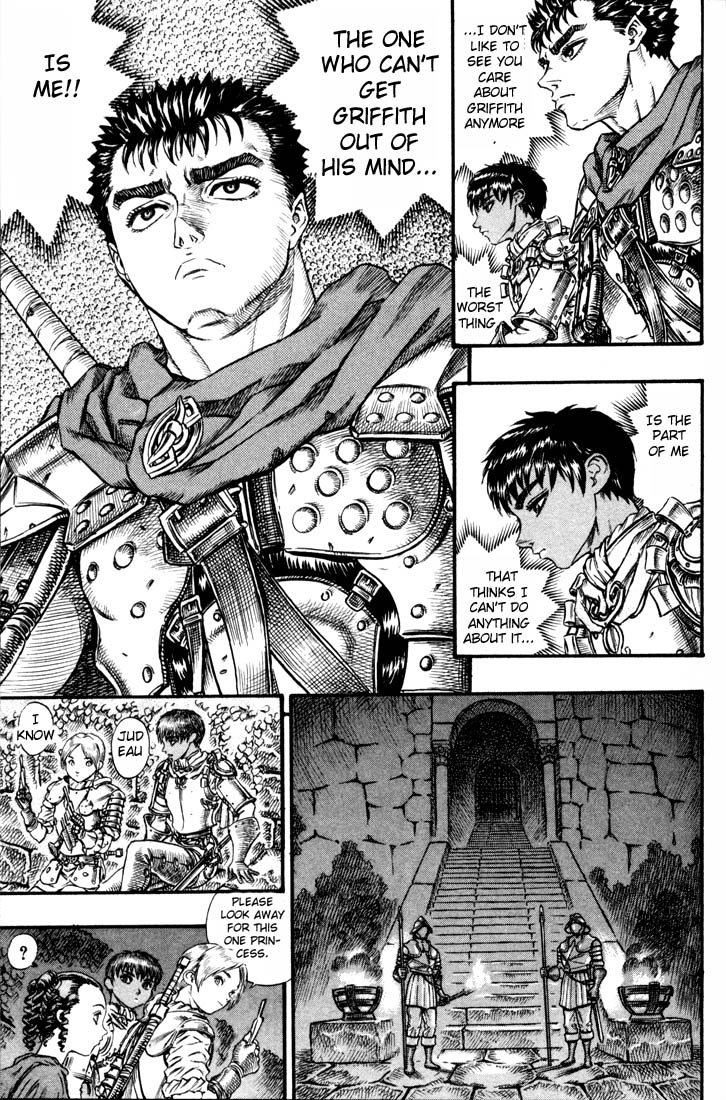 ...I DON'T
LIKE TO
SEE YOU
CARE
ABOUT
GRIFFITH
ANYMORE
THE
WORST
THING
IS THE
PART
OF ME
THAT
THINKS I
CAN'T DO
ANYTHING
ABOUT IT...
THE ONE
WHO CAN'T
GET
GRIFFITH
OUT OF
HIS MIND...
IS
ME!!
JUD
EAU
I
KNOW
PLEASE
LOOK AWAY
FOR THIS
ONE PRIN-
CESS.
?